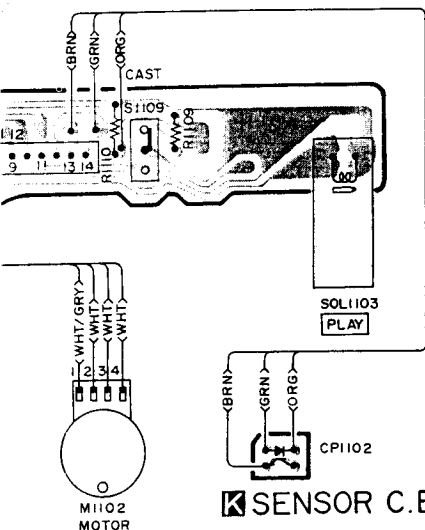 BRN
GRN
ORG
CAST
S1109
R1109
R1110
12
9
11
13
14
SOL1103
PLAY
WHT/GRY
WHT
WHT
WHT
1
2
3
4
M1102
MOTOR
BRN
GRN
ORG
CP1102
K SENSOR C.B